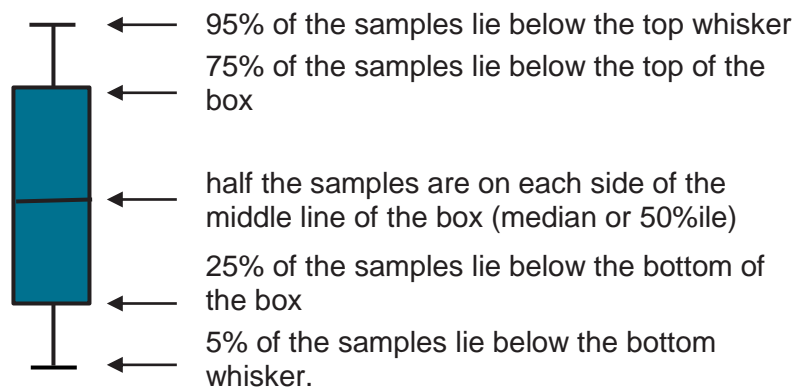 95% of the samples lie below the top whisker
75% of the samples lie below the top of the
box
half the samples are on each side of the
middle line of the box (median or 50%ile)
25% of the samples lie below the bottom of
the box
5% of the samples lie below the bottom
whisker.